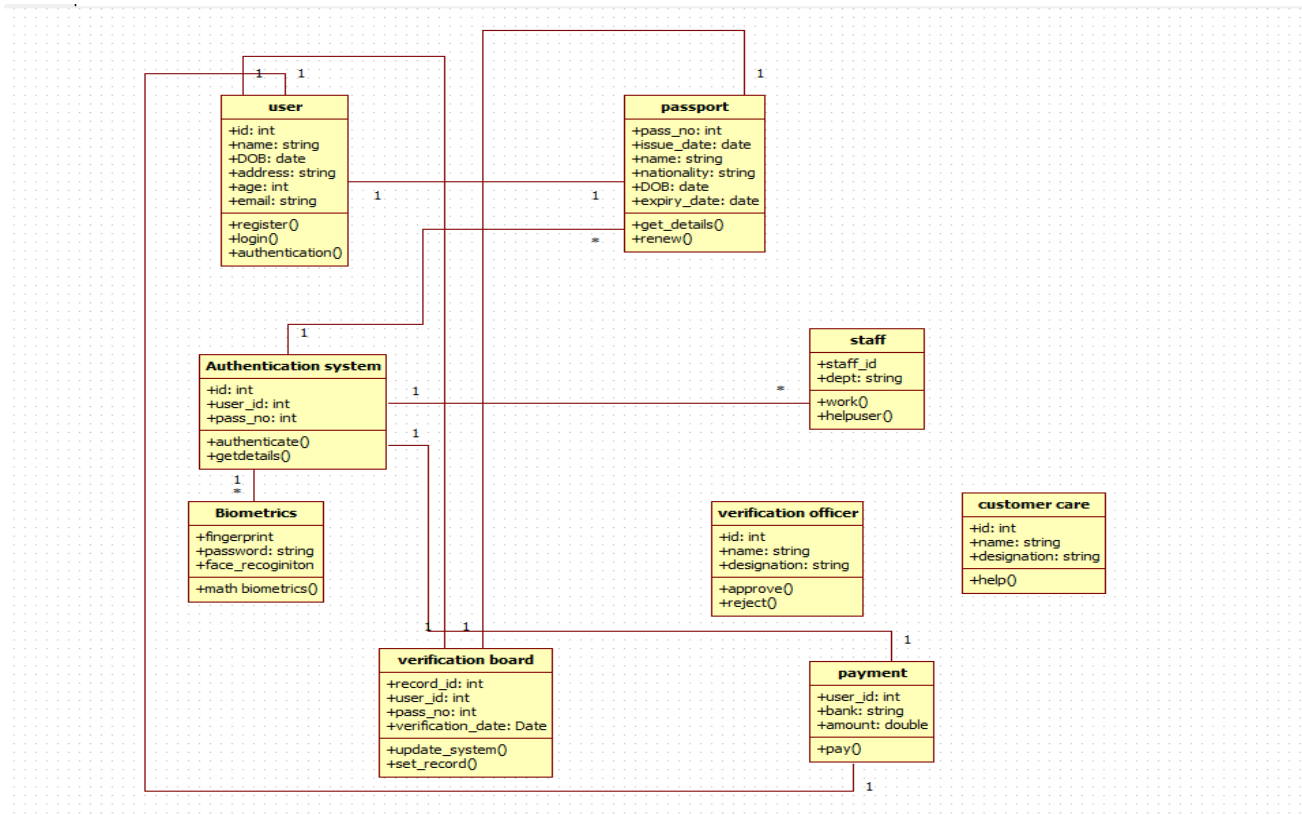 1 1 1
user
+id: int
+name: string
+DOB: date
+address: string
+age: int
+email: string
+register()
+login()
+authentication()
passport
+pass_no: int
+issue_date: date
+name: string
+nationality: string
+DOB: date
+expiry_date: date
+get_details()
+renew()
1 1
*
1
Authentication system
+id: int
+user_id: int
+pass_no: int
+authenticate()
+getdetails()
1 *
1
staff
+staff_id
+dept: string
+work()
+helpuser()
1
*
Biometrics
+fingerprint
+password: string
+face_recoginiton
+math biometrics()
verification officer
+id: int
+name: string
+designation: string
+approve()
+reject()
customer care
+id: int
+name: string
+designation: string
+help()
1 1 1
verification board
+record_id: int
+user_id: int
+pass_no: int
+verification_date: Date
+update_system()
+set_record()
payment
+user_id: int
+bank: string
+amount: double
+pay()
1